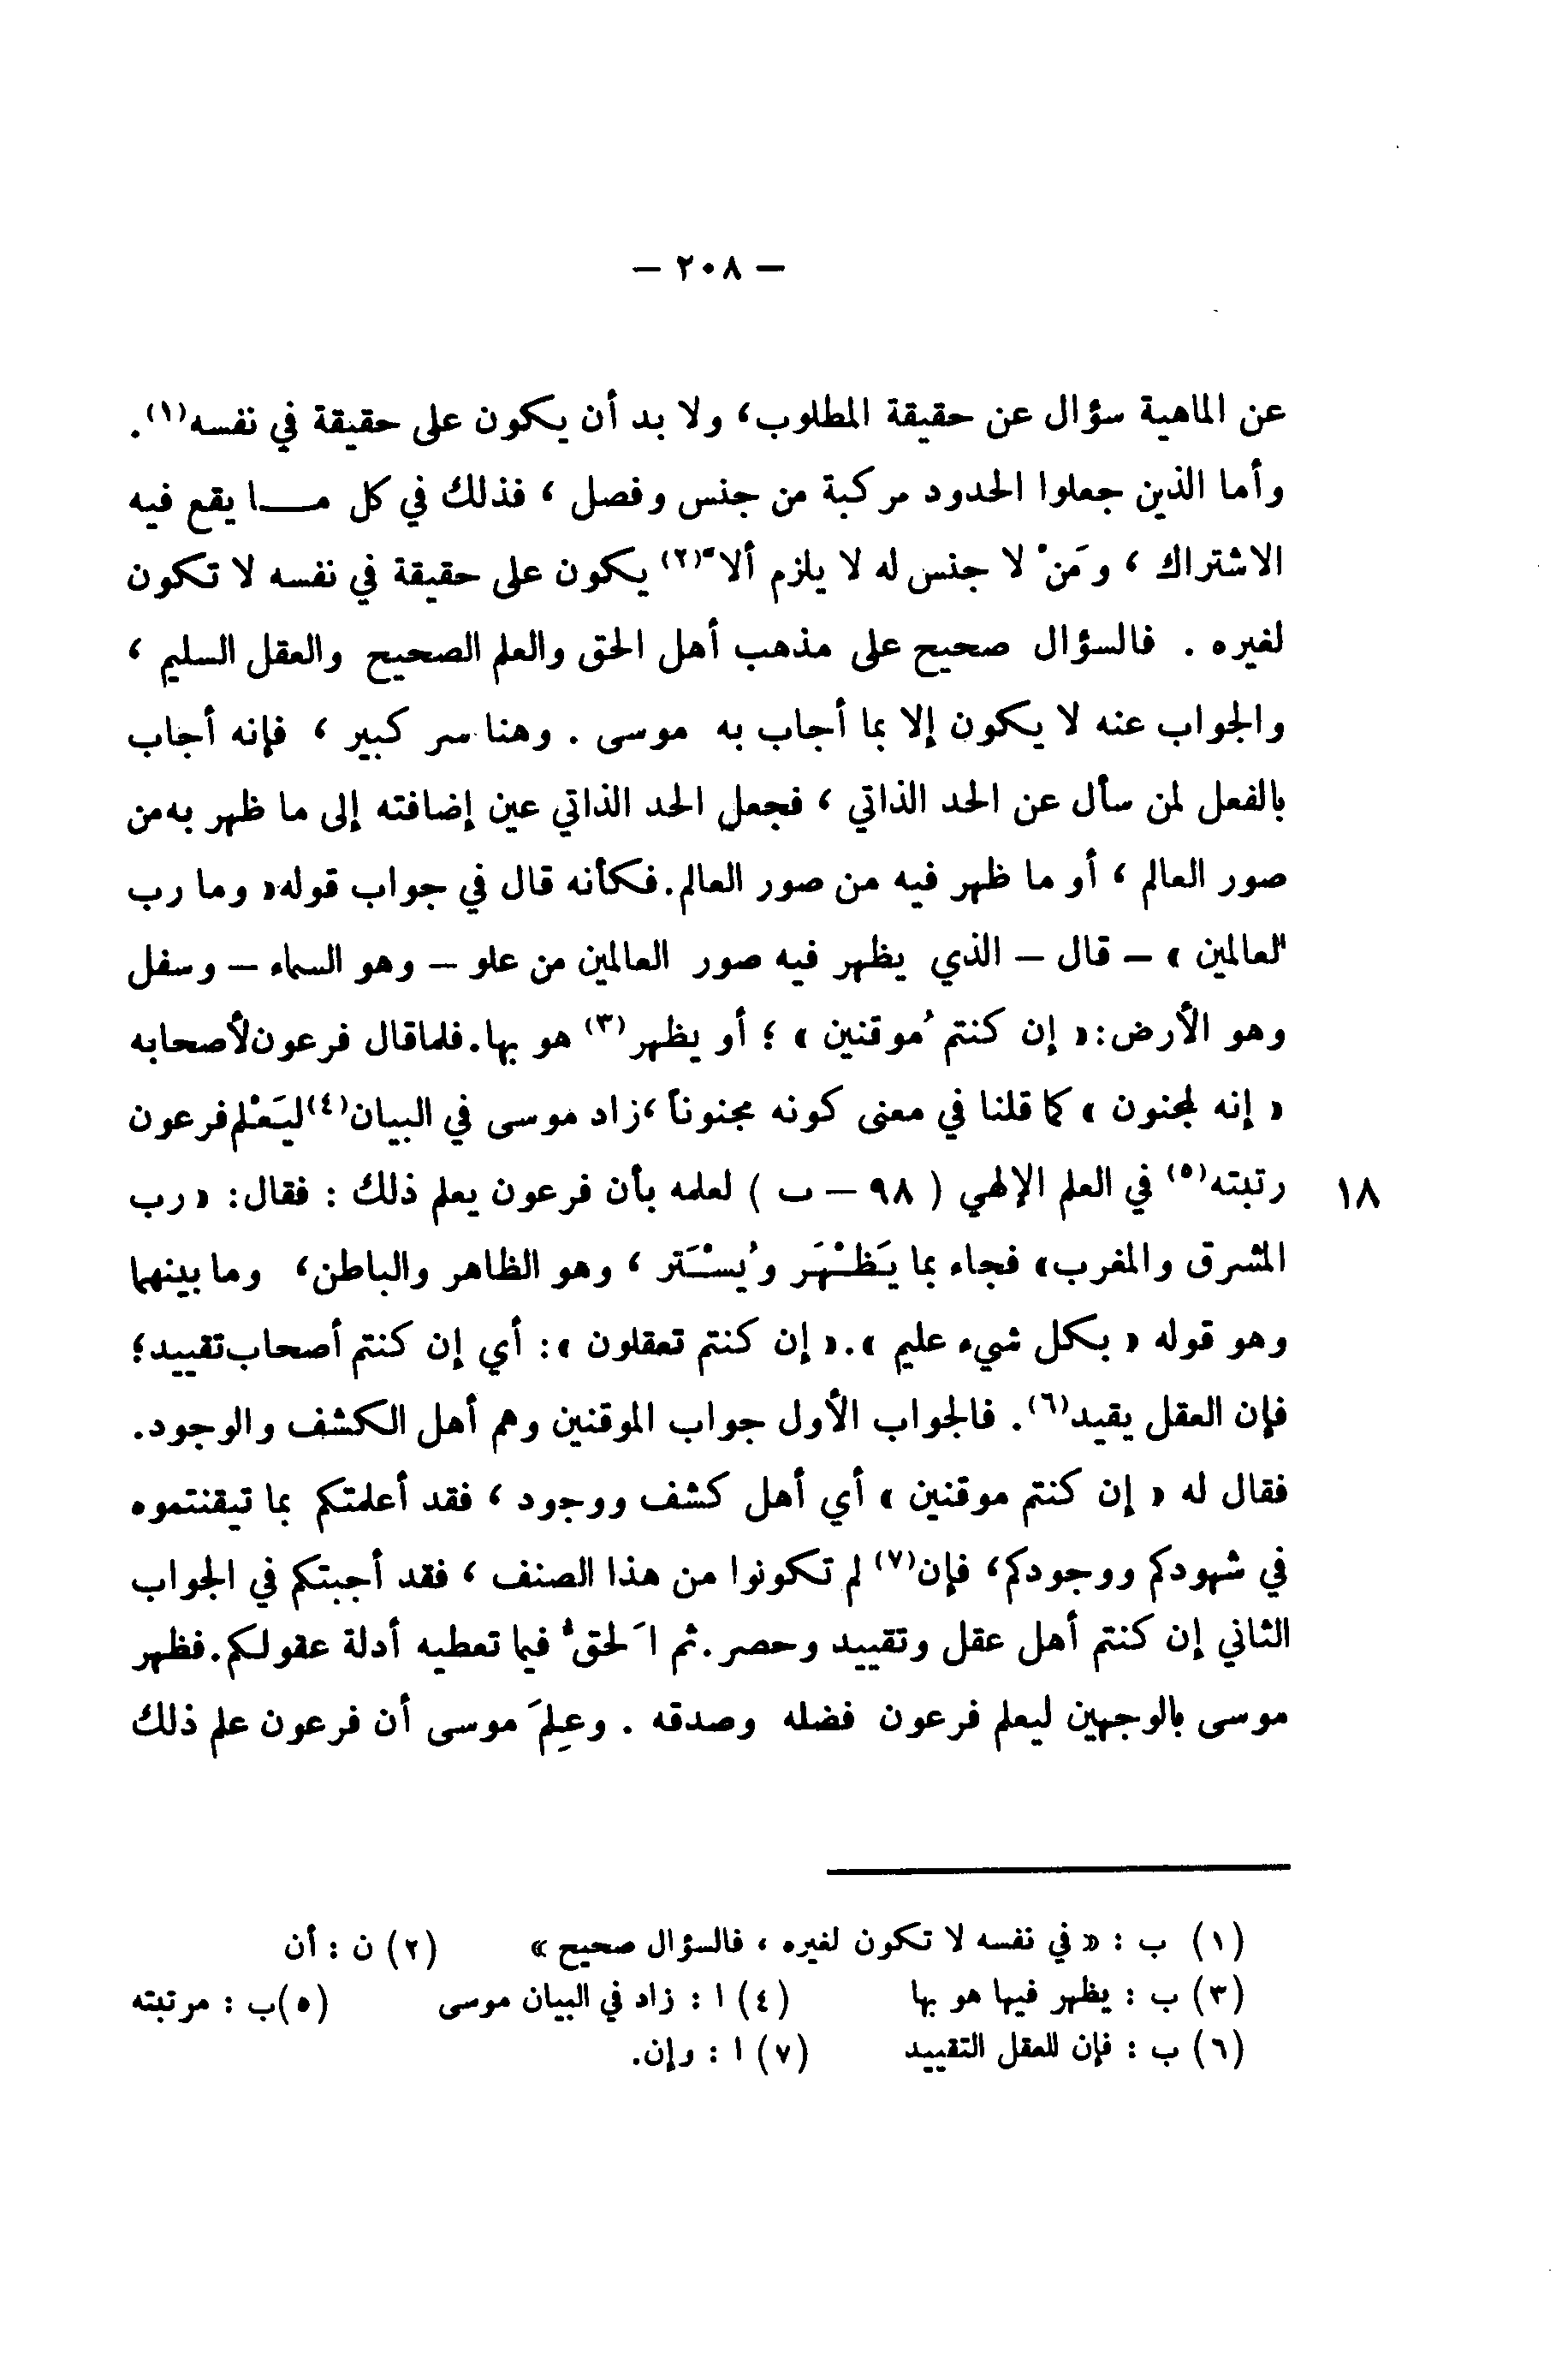 — ٢٠٨ —
عن الماهية سؤال عن حقيقة المطلوب، ولا بد أن يكون على حقيقة في نفسه(١).
وأما الذين جعلوا الحدود مركبة من جنس وفصل ، فذلك في كل مـــا يقع فيه
الاشتراك ، ومَنْ لا جنس له لا يلزم ألا(٢) يكون على حقيقة في نفسه لا تكون
لغيره . فالسؤال صحيح على مذهب أهل الحق والعلم الصحيح والعقل السليم ،
والجواب عنه لا يكون إلا بما أجاب به موسى . وهنا سر كبير ، فإنه أجاب
بالفعل لمن سأل عن الحد الذاتي ، فجعل الحد الذاتي عين إضافته إلى ما ظهر به من
صور العالم ، أو ما ظهر فيه من صور العالم. فكأنه قال في جواب قوله« وما رب
العالمين » – قال – الذي يظهر فيه صور العالمين من علو – وهو السماء – وسفل
وهو الأرض:« إن كنتم مُوقنين » ؛ أو يظهر(٣) هو بها. فلما قال فرعون لأصحابه
« إنه لمجنون » كما قلنا في معنى كونه مجنوناً ،زاد موسى في البيان(٤) ليَعْلم فرعون
رتبته(٥) في العلم الإلهي ( ٩٨ – ب ) لعلمه بأن فرعون يعلم ذلك : فقال: « رب
١٨
المشرق والمغرب» فجاء بما يَظْهَر ويُسْتَر ، وهو الظاهر والباطن، وما بينهما
وهو قوله « بكل شيء عليم ».« إن كنتم تعقلون »: أي إن كنتم أصحاب تقييد؛
فإن العقل يقيد(٦). فالجواب الأول جواب الموقنين وهم أهل الكشف والوجود.
فقال له « إن كنتم موقنين » أي أهل كشف ووجود ، فقد أعلمتكم بما تيقنتموه
في شهودكم ووجودكم، فإن(٧) لم تكونوا من هذا الصنف ، فقد أجبتكم في الجواب
الثاني إن كنتم أهل عقل وتقييد وحصر. ثم الحق فيما تعطيه أدلة عقولكم. فظهر
موسى بالوجهين ليعلم فرعون فضله وصدقه . وعلِمَ موسى أن فرعون علم ذلك
(١) ب : « في نفسه لا تكون لغيره ، فالسؤال صحيح » (٢) ن : أن
(٣) ب : يظهر فيها هو بها (٤) ا : زاد في البيان موسى (٥)ب : مرتبته
(٦) ب : فإن للعقل التقييد (٧) ا : وإن.